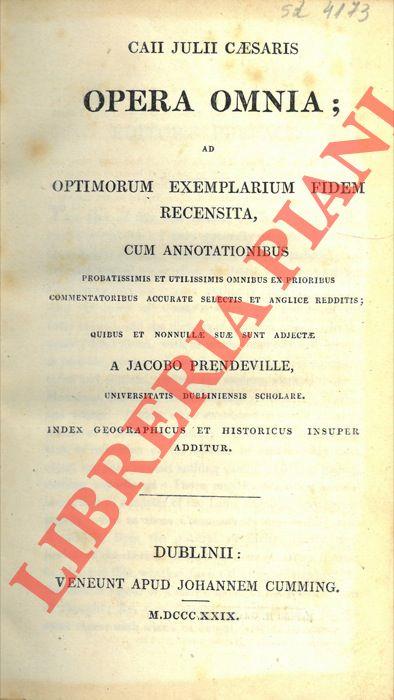 sd 4173
CAII JULII CÆSARIS
OPERA OMNIA;
AD
OPTIMORUM EXEMPLARIUM FIDEM
RECENSITA,
CUM ANNOTATIONIBUS
PROBATISSIMIS ET UTILISSIMIS OMNIBUS EX PRIORIBUS
COMMENTATORIBUS ACCURATE SELECTIS ET ANGLICE REDDITIS;
QUIBUS ET NONNULLÆ SUÆ SUNT ADJECTÆ
A JACOBO PRENDEVILLE,
UNIVERSITATIS DUBLINIENSIS SCHOLARE.
INDEX GEOGRAPHICUS ET HISTORICUS INSUPER
ADDITUR.
DUBLINII:
VENEUNT APUD JOHANNEM CUMMING.
M.DCCC.XXIX.
LIBRERIA PIANI